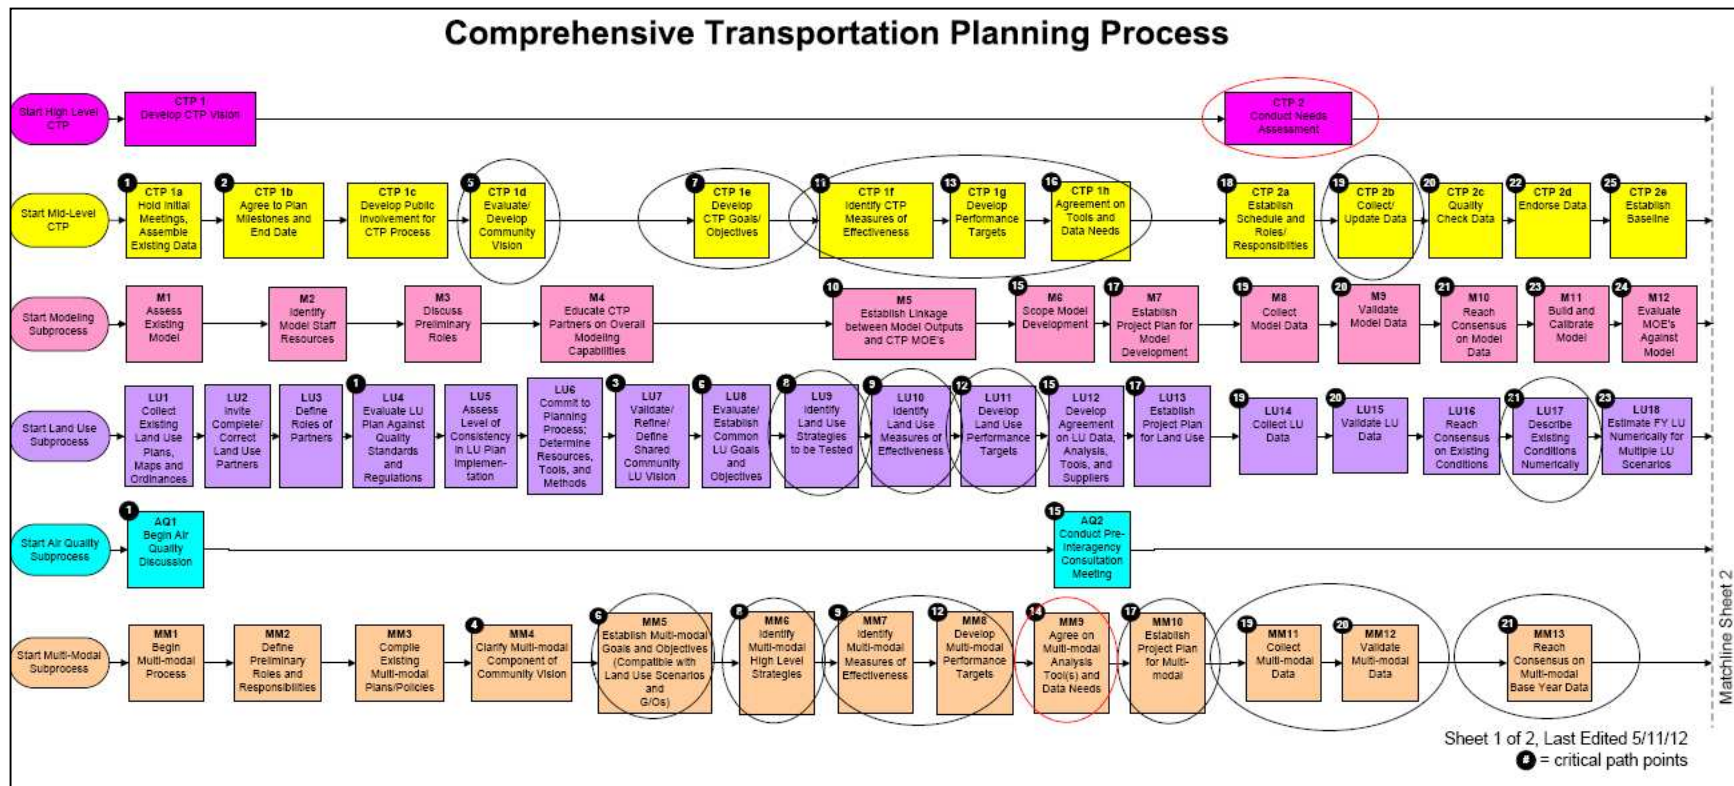 Comprehensive Transportation Planning Process
Start High Level
CTP
CTP 1
Develop CTP Vision
CTP 2
Conduct Needs
Assessment
Start Mid-Level
CTP
1
CTP 1a
Hold Initial
Meetings,
Assemble
Existing Data
2
CTP 1b
Agree to Plan
Milestones and
End Date
CTP 1c
Develop Public
Involvement for
CTP Process
5
CTP 1d
Evaluate/
Develop
Community
Vision
7
CTP 1e
Develop
CTP Goals/
Objectives
11
CTP 1f
Identify CTP
Measures of
Effectiveness
13
CTP 1g
Develop
Performance
Targets
16
CTP 1h
Agreement on
Tools and
Data Needs
18
CTP 2a
Establish
Schedule and
Roles/
Responsibilities
19
CTP 2b
Collect/
Update Data
20
CTP 2c
Quality
Check Data
22
CTP 2d
Endorse Data
25
CTP 2e
Establish
Baseline
Start Modeling
Subprocess
M1
Assess
Existing
Model
M2
Identify
Model Staff
Resources
M3
Discuss
Preliminary
Roles
M4
Educate CTP
Partners on Overall
Modeling
Capabilities
10
M5
Establish Linkage
between Model Outputs
and CTP MOE's
15
M6
Scope Model
Development
17
M7
Establish
Project Plan for
Model
Development
19
M8
Collect
Model Data
20
M9
Validate
Model Data
21
M10
Reach
Consensus
on Model
Data
23
M11
Build and
Calibrate
Model
24
M12
Evaluate
MOE's
Against
Model
Start Land Use
Subprocess
LU1
Collect
Existing
Land Use
Plans,
Maps and
Ordinances
LU2
Invite
Complete/
Correct
Land Use
Partners
LU3
Define
Roles of
Partners
1
LU4
Evaluate LU
Plan Against
Quality
Standards
and
Regulations
LU5
Assess
Level of
Consistency
in LU Plan
Implemen-
tation
LU6
Commit to
Planning
Process;
Determine
Resources,
Tools, and
Methods
3
LU7
Validate/
Refine/
Define
Shared
Community
LU Vision
6
LU8
Evaluate/
Establish
Common
LU Goals
and
Objectives
8
LU9
Identify
Land Use
Strategies
to be Tested
9
LU10
Identify
Land Use
Measures of
Effectiveness
12
LU11
Develop
Land Use
Performance
Targets
15
LU12
Develop
Agreement
on LU Data,
Analysis,
Tools, and
Suppliers
17
LU13
Establish
Project Plan
for Land Use
19
LU14
Collect LU
Data
20
LU15
Validate LU
Data
LU16
Reach
Consensus
on Existing
Conditions
21
LU17
Describe
Existing
Conditions
Numerically
23
LU18
Estimate FY LU
Numerically for
Multiple LU
Scenarios
Start Air Quality
Subprocess
1
AQ1
Begin Air
Quality
Discussion
15
AQ2
Conduct Pre-
Interagency
Consultation
Meeting
Start Multi-Modal
Subprocess
MM1
Begin
Multi-modal
Process
MM2
Define
Preliminary
Roles and
Responsibilities
MM3
Compile
Existing
Multi-modal
Plans/Policies
4
MM4
Clarify Multi-modal
Component of
Community Vision
6
MM5
Establish Multi-modal
Goals and Objectives
(Compatible with
Land Use Scenarios
and
G/Os)
8
MM6
Identify
Multi-modal
High Level
Strategies
9
MM7
Identify
Multi-modal
Measures of
Effectiveness
12
MM8
Develop
Multi-modal
Performance
Targets
14
MM9
Agree on
Multi-modal
Analysis
Tool(s) and
Data Needs
17
MM10
Establish
Project Plan
for Multi-
modal
19
MM11
Collect
Multi-modal
Data
20
MM12
Validate
Multi-modal
Data
21
MM13
Reach
Consensus on
Multi-modal
Base Year Data
Matchline Sheet 2
Sheet 1 of 2, Last Edited 5/11/12
# = critical path points